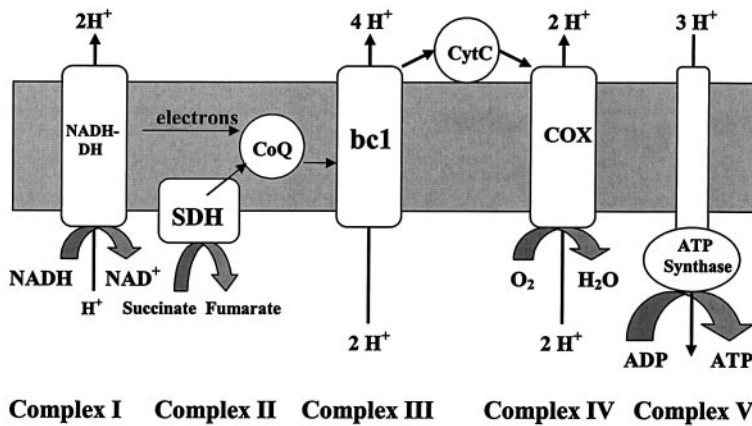 2H⁺ 4 H⁺ 2 H⁺ 3 H⁺
CytC
NADH-
DH
electrons
CoQ
bc1
COX
SDH
ATP
Synthase
NADH NAD⁺ O₂ H₂O
H⁺ Succinate Fumarate
2 H⁺ 2 H⁺ ADP ATP
Complex I Complex II Complex III Complex IV Complex V